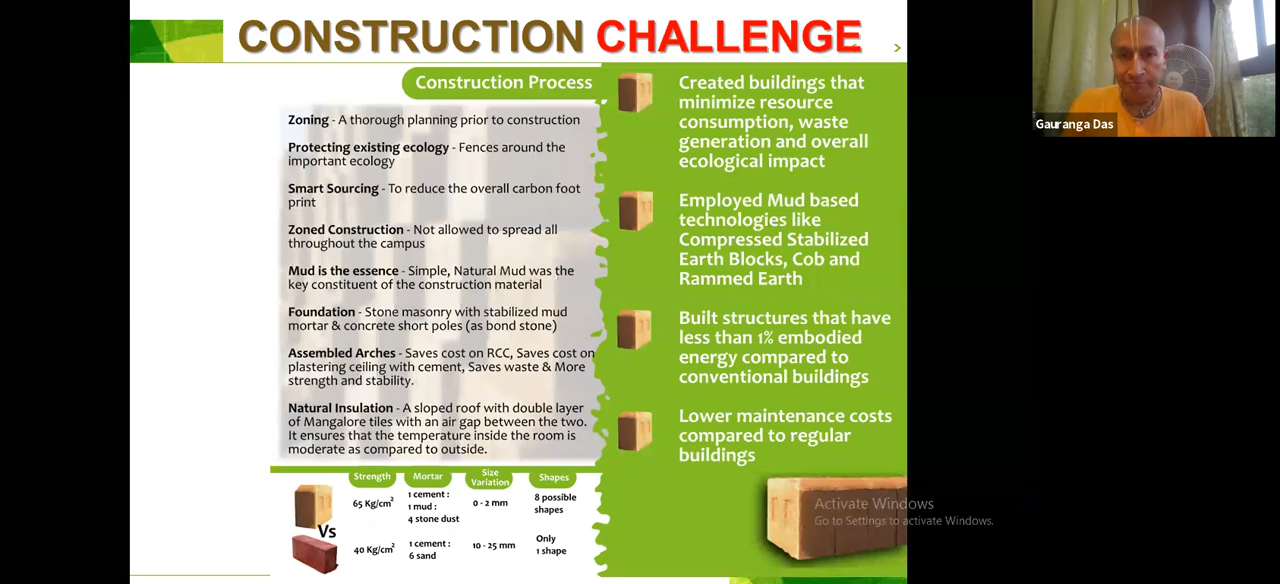 CONSTRUCTION CHALLENGE
Construction Process
Zoning - A thorough planning prior to construction
Protecting existing ecology - Fences around the
important ecology
Smart Sourcing - To reduce the overall carbon foot
print
Zoned Construction - Not allowed to spread all
throughout the campus
Mud is the essence - Simple, Natural Mud was the
key constituent of the construction material
Foundation - Stone masonry with stabilized mud
mortar & concrete short poles (as bond stone)
Assembled Arches - Saves cost on RCC, Saves cost on
plastering ceiling with cement, Saves waste & More
strength and stability.
Natural Insulation - A sloped roof with double layer
of Mangalore tiles with an air gap between the two.
It ensures that the temperature inside the room is
moderate as compared to outside.
Strength Mortar Size Variation Shapes
65 Kg/cm² 1 cement : 1 mud : 4 stone dust 0 - 2 mm 8 possible shapes
Vs
40 Kg/cm² 1 cement : 6 sand 10 - 25 mm Only 1 shape
Created buildings that
minimize resource
consumption, waste
generation and overall
ecological impact
Employed Mud based
technologies like
Compressed Stabilized
Earth Blocks, Cob and
Rammed Earth
Built structures that have
less than 1% embodied
energy compared to
conventional buildings
Lower maintenance costs
compared to regular
buildings
Gauranga Das
Activate Windows
Go to Settings to activate Windows.